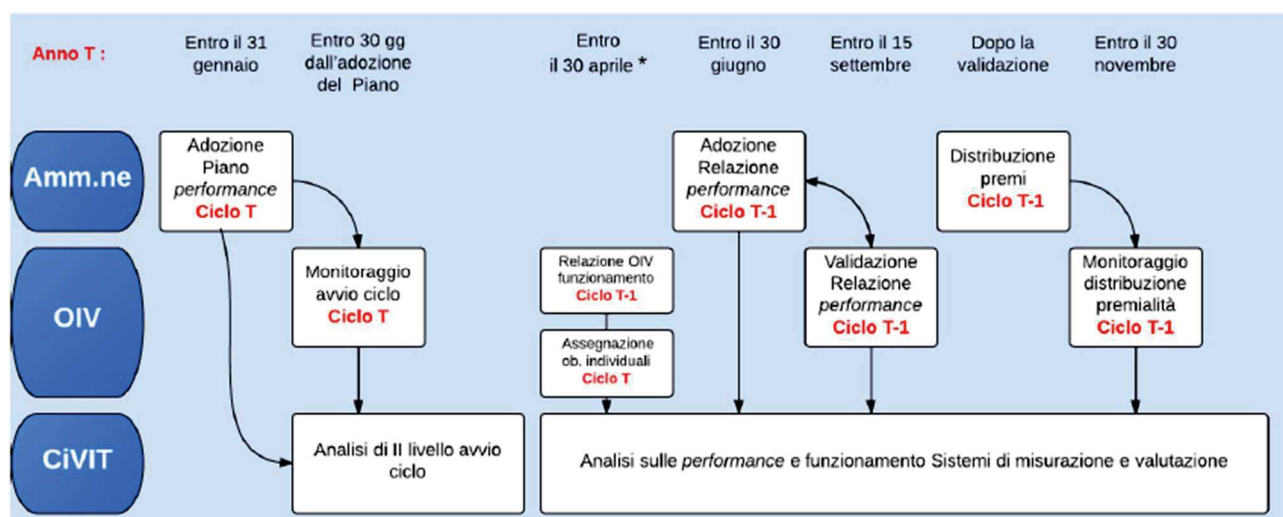 Anno T :
Entro il 31
gennaio
Entro 30 gg
dall'adozione
del Piano
Entro
il 30 aprile *
Entro il 30
giugno
Entro il 15
settembre
Dopo la
validazione
Entro il 30
novembre
Amm.ne
Adozione
Piano
performance
Ciclo T
Adozione
Relazione
performance
Ciclo T-1
Distribuzione
premi
Ciclo T-1
OIV
Monitoraggio
avvio ciclo
Ciclo T
Relazione OIV
funzionamento
Ciclo T-1
Assegnazione
ob. individuali
Ciclo T
Validazione
Relazione
performance
Ciclo T-1
Monitoraggio
distribuzione
premialità
Ciclo T-1
CiVIT
Analisi di II livello avvio
ciclo
Analisi sulle performance e funzionamento Sistemi di misurazione e valutazione